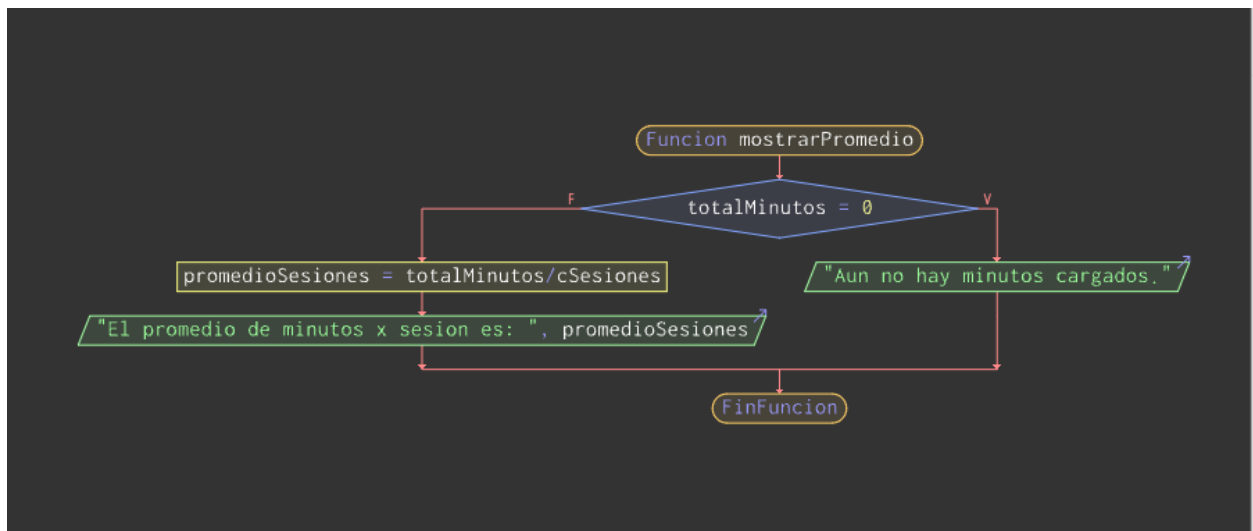 Funcion mostrarPromedio
F
V
totalMinutos = 0
promedioSesiones = totalMinutos/cSesiones
"Aun no hay minutos cargados."
"El promedio de minutos x sesion es: ", promedioSesiones
FinFuncion